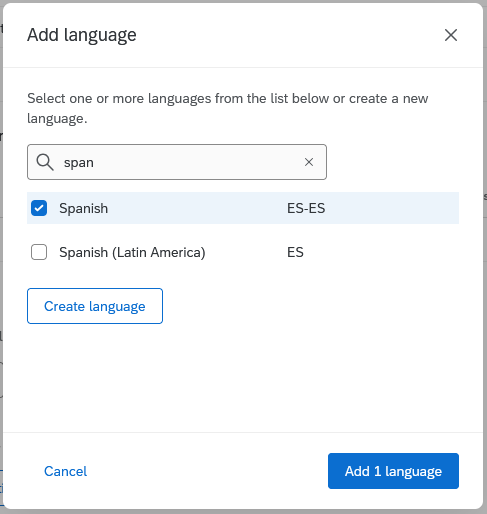 Add language
Select one or more languages from the list below or create a new
language.
span
Spanish ES-ES
Spanish (Latin America) ES
Create language
Cancel Add 1 language